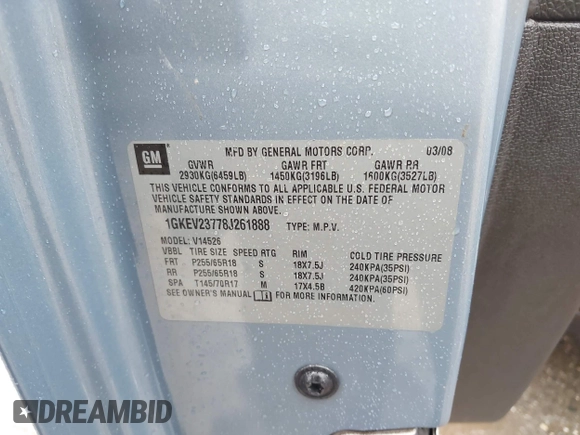 GM
MFD BY GENERAL MOTORS CORP. 03/08
GVWR GAWR FRT GAWR RR
2930KG(6459LB) 1450KG(3196LB) 1600KG(3527LB)
THIS VEHICLE CONFORMS TO ALL APPLICABLE U.S. FEDERAL MOTOR
VEHICLE SAFETY STANDARDS IN EFFECT ON THE DATE OF
MANUFACTURE SHOWN ABOVE.
1GKEV23778J261888 TYPE: M.P.V.
MODEL: V14526
VBBL TIRE SIZE SPEED RTG RIM COLD TIRE PRESSURE
FRT P255/65R18 S 18X7.5J 240KPA(35PSI)
RR P255/65R18 S 18X7.5J 240KPA(35PSI)
SPA T145/70R17 M 17X4.5B 420KPA(60PSI)
SEE OWNER'S MANUAL FOR MORE INFORMATION.
DREAMBID